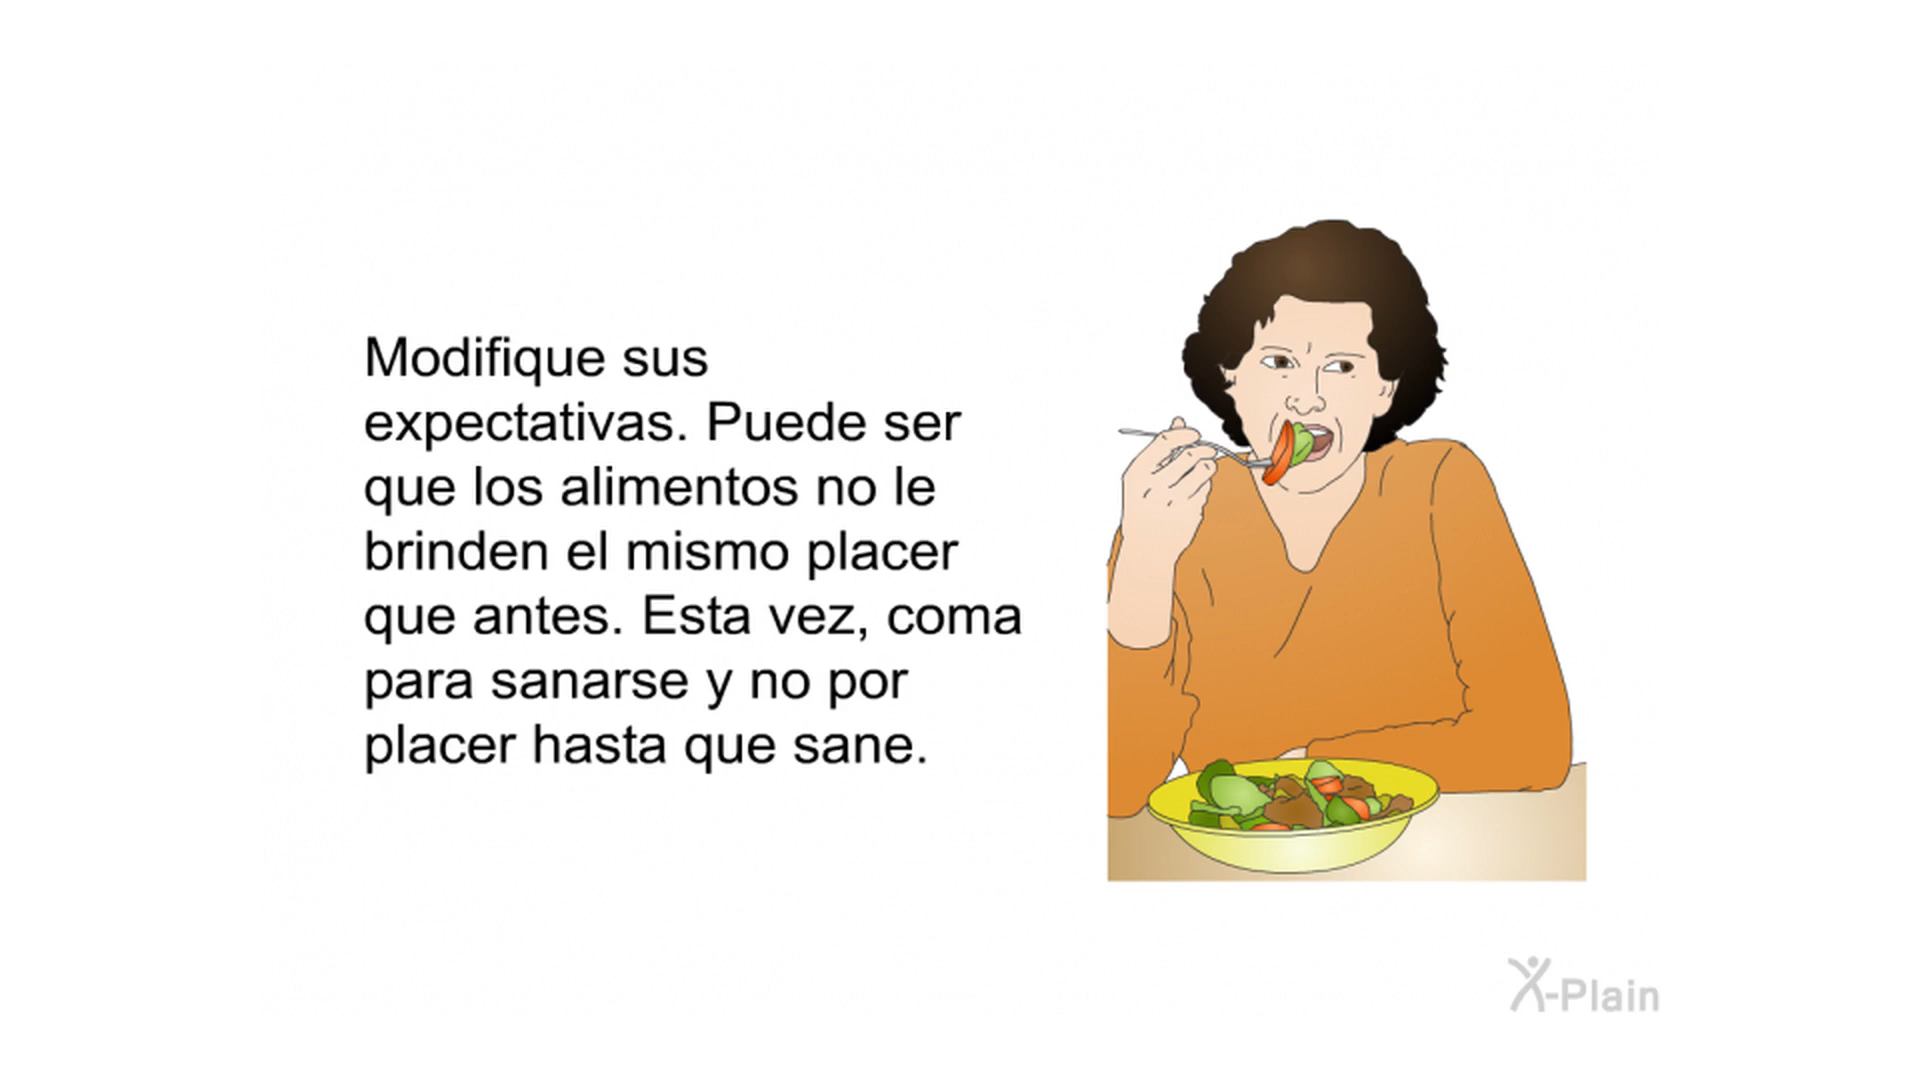 Modifique sus
expectativas. Puede ser
que los alimentos no le
brinden el mismo placer
que antes. Esta vez, coma
para sanarse y no por
placer hasta que sane.
X-Plain